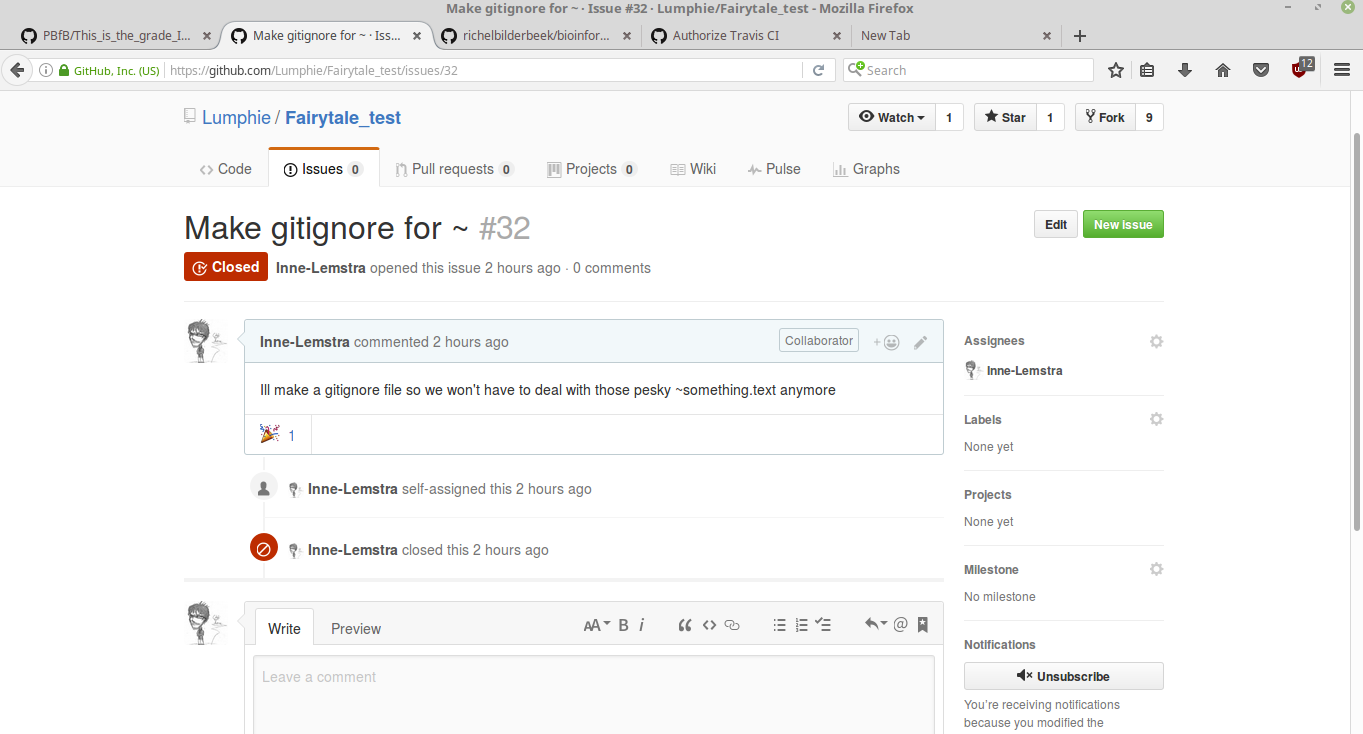 Make gitignore for ~ · Issue #32 · Lumphie/Fairytale_test - Mozilla Firefox
PBfB/This_is_the_grade_I... Make gitignore for ~ · Iss... richelbilderbeek/bioinfor... Authorize Travis CI New Tab
GitHub, Inc. (US) https://github.com/Lumphie/Fairytale_test/issues/32 Search 12
Lumphie / Fairytale_test Watch 1 Star 1 Fork 9
Code Issues 0 Pull requests 0 Projects 0 Wiki Pulse Graphs
Make gitignore for ~ #32 Edit New issue
Closed Inne-Lemstra opened this issue 2 hours ago · 0 comments
Inne-Lemstra commented 2 hours ago Collaborator
Ill make a gitignore file so we won't have to deal with those pesky ~something.text anymore
1
Inne-Lemstra self-assigned this 2 hours ago
Inne-Lemstra closed this 2 hours ago
Write Preview AA B i @
Leave a comment
Assignees
Inne-Lemstra
Labels
None yet
Projects
None yet
Milestone
No milestone
Notifications
Unsubscribe
You're receiving notifications
because you modified the